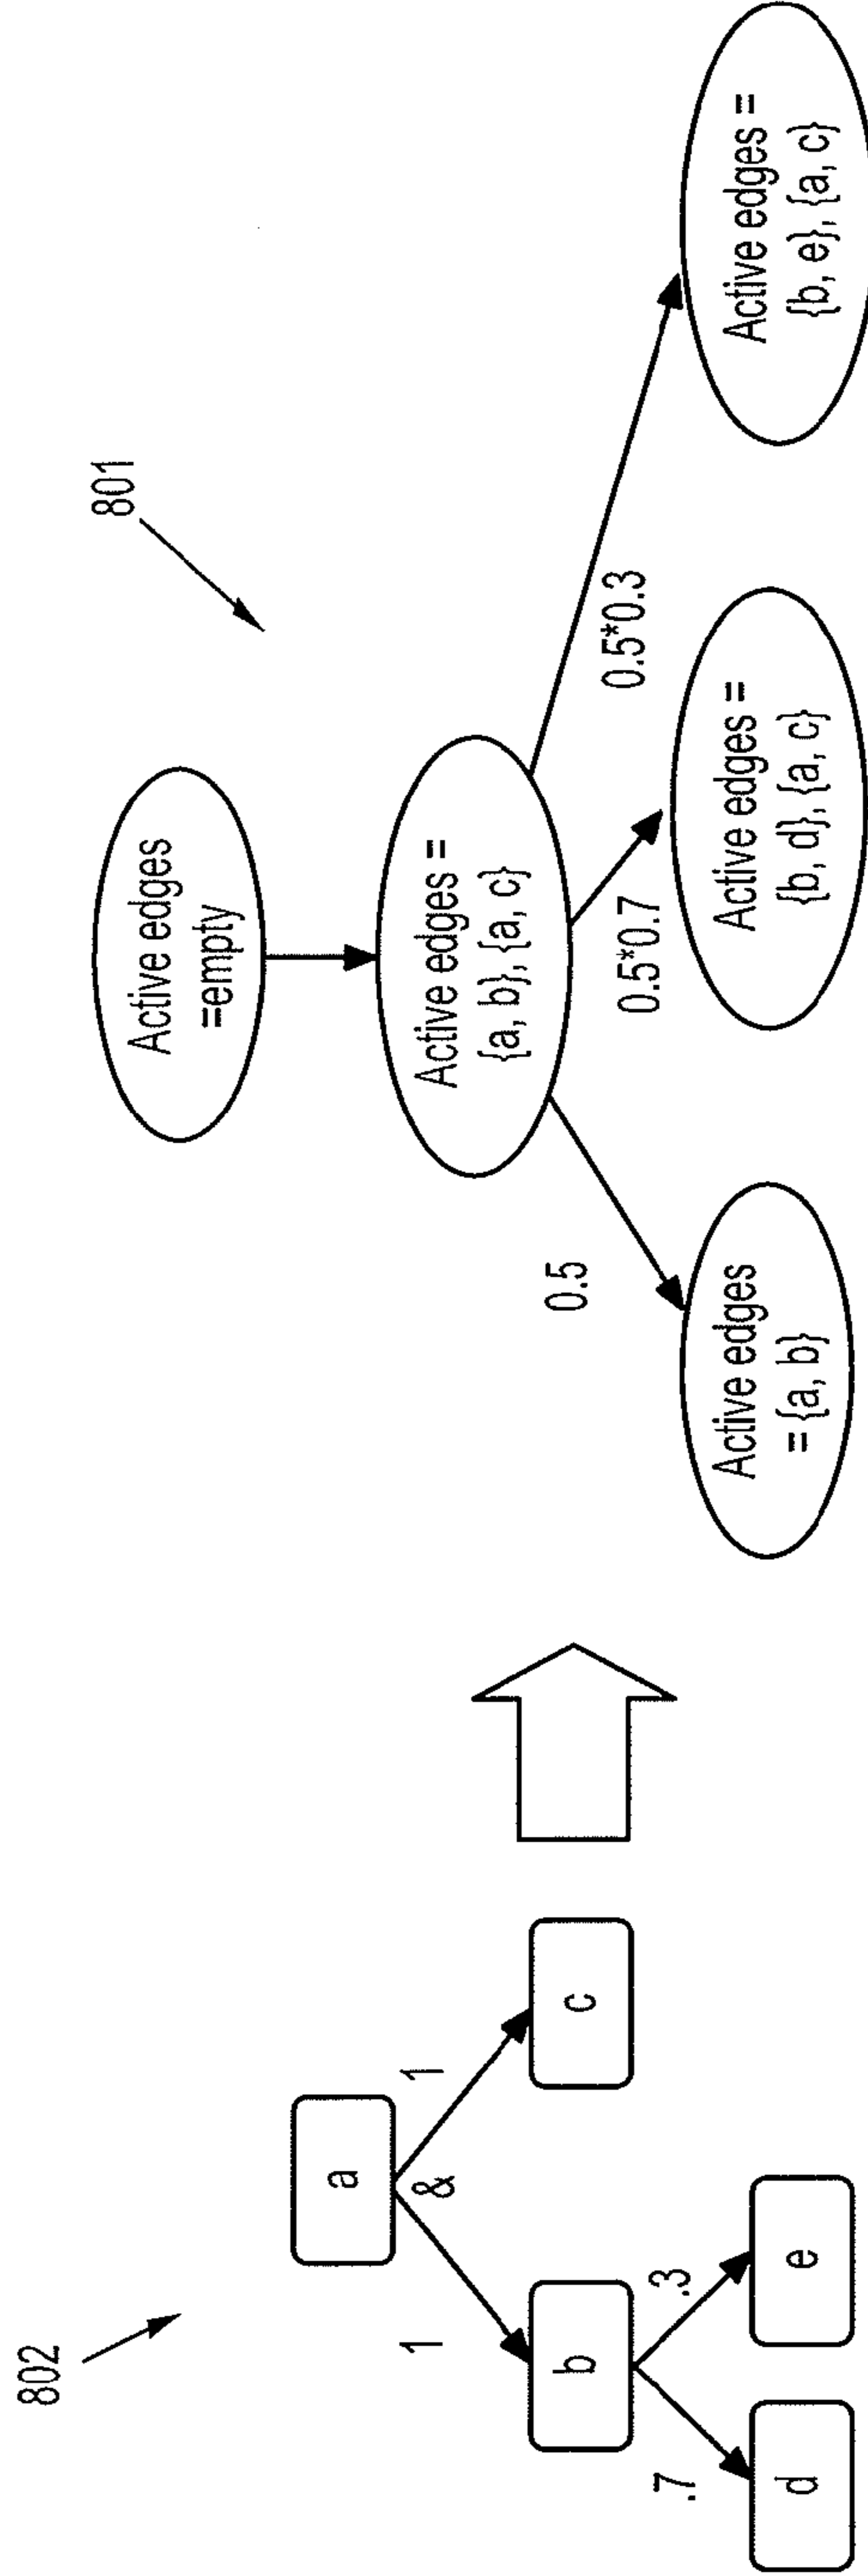 802
a
1
&
1
b
c
.7
.3
d
e
801
Active edges
=empty
Active edges =
{a, b}, {a, c}
0.5
0.5*0.7
0.5*0.3
Active edges
= {a, b}
Active edges =
{b, d}, {a, c}
Active edges =
{b, e}, {a, c}